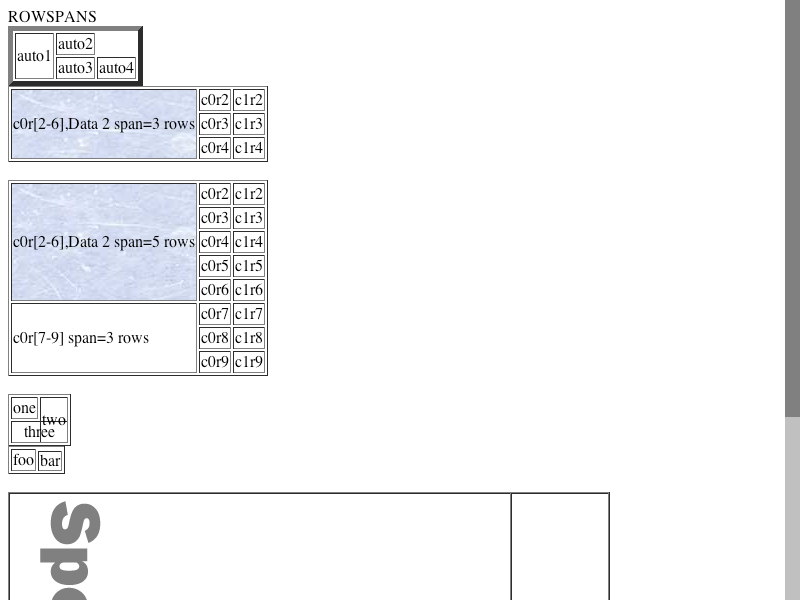 ROWSPANS
auto1 auto2
auto3 auto4
c0r[2-6],Data 2 span=3 rows c0r2 c1r2
c0r3 c1r3
c0r4 c1r4
c0r[2-6],Data 2 span=5 rows c0r2 c1r2
c0r3 c1r3
c0r4 c1r4
c0r5 c1r5
c0r6 c1r6
c0r[7-9] span=3 rows c0r7 c1r7
c0r8 c1r8
c0r9 c1r9
one two
three
foo bar
sp